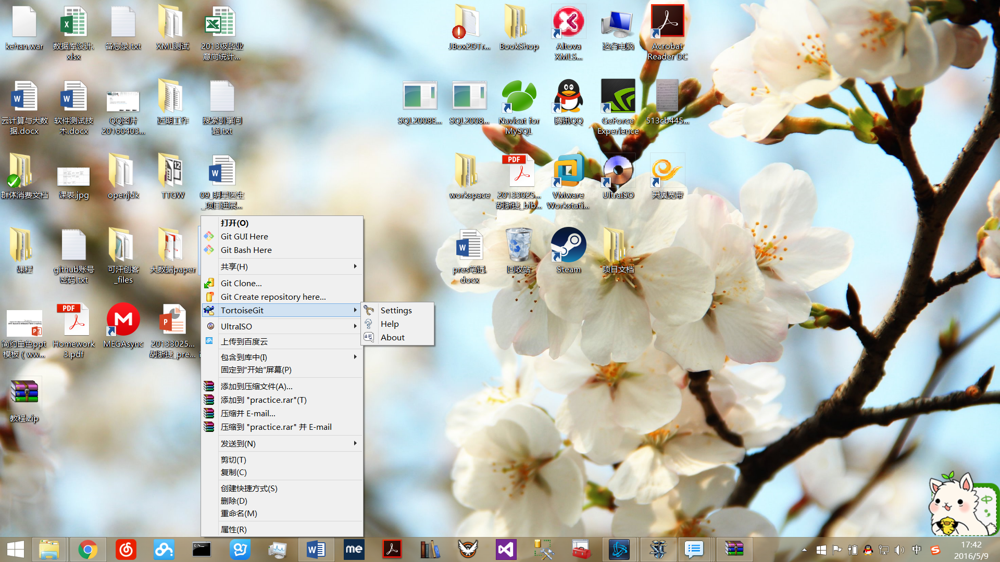 kehan.war
数据库设计.
xlsx
备忘录.txt
XML测试
2013级毕业
意向统计...
JBox2DTr...
BookShop
Altova
XMLS...
这台电脑
Acrobat
Reader DC
云计算与大数
据.docx
软件测试技
术.docx
QQ图片
20160403...
近期工作
搜索引擎问
题.txt
SQL2008E...
SQL2008...
Navicat for
MySQL
腾讯QQ
GeForce
Experience
513cb445...
群体消费文档
课表.jpg
openjdk
TTGW
09_明星医生
_项目进展...
workspace
20133025...
胡浙捷_bib...
VMware
Workstati...
UltraISO
天翼宽带
课程
github账号
密码.txt
可汗创客
_files
大数据paper
pres笔记.
docx
回收站
Steam
项目文档
简约白色ppt
模板 ( ww...
Homework
3.pdf
MEGAsync
20133025...
胡浙捷_pre...
教程.zip
打开(O)
Git GUI Here
Git Bash Here
共享(H)
Git Clone...
Git Create repository here...
TortoiseGit
UltraISO
上传到百度云
包含到库中(I)
固定到"开始"屏幕(P)
添加到压缩文件(A)...
添加到 "practice.rar"(T)
压缩并 E-mail...
压缩到 "practice.rar" 并 E-mail
发送到(N)
剪切(T)
复制(C)
创建快捷方式(S)
删除(D)
重命名(M)
属性(R)
Settings
Help
About
中
me
中
17:42
2016/5/9